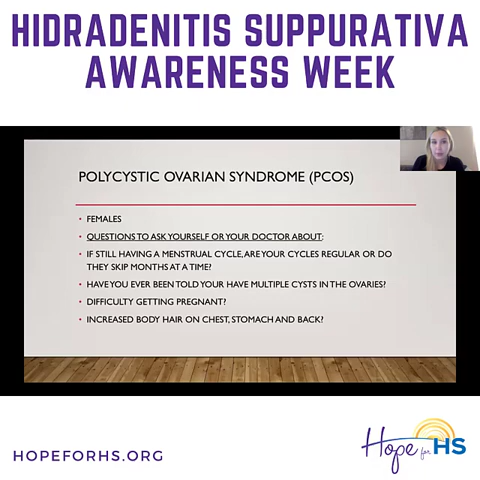 HIDRADENITIS SUPPURATIVA
AWARENESS WEEK
POLYCYSTIC OVARIAN SYNDROME (PCOS)
• FEMALES
• QUESTIONS TO ASK YOURSELF OR YOUR DOCTOR ABOUT:
• IF STILL HAVING A MENSTRUAL CYCLE, ARE YOUR CYCLES REGULAR OR DO
THEY SKIP MONTHS AT A TIME?
• HAVE YOU EVER BEEN TOLD YOUR HAVE MULTIPLE CYSTS IN THE OVARIES?
• DIFFICULTY GETTING PREGNANT?
• INCREASED BODY HAIR ON CHEST, STOMACH AND BACK?
HOPEFORHS.ORG
Hope for HS